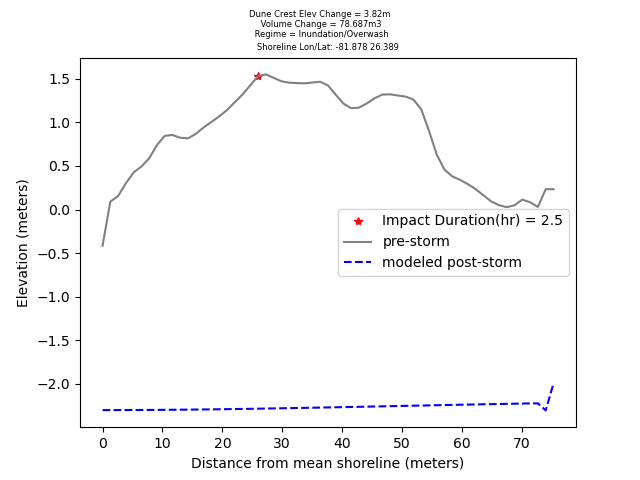 Dune Crest Elev Change = 3.82m
Volume Change = 78.687m3
Regime = Inundation/Overwash
Shoreline Lon/Lat: -81.878 26.389
1.5
1.0
0.5
0.0
−0.5
−1.0
−1.5
−2.0
Elevation (meters)
Impact Duration(hr) = 2.5
pre-storm
modeled post-storm
0 10 20 30 40 50 60 70
Distance from mean shoreline (meters)